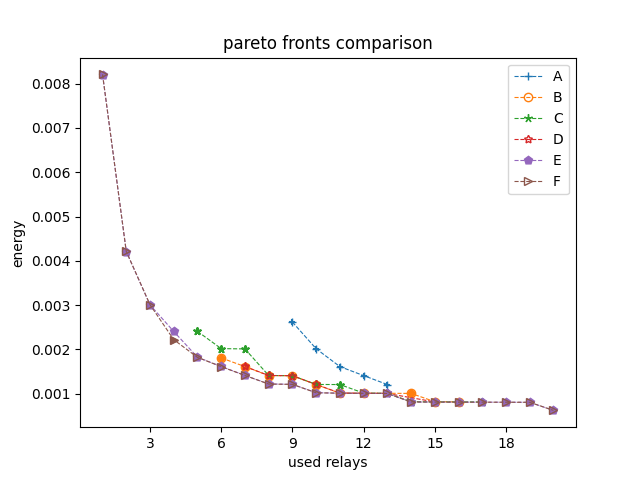 pareto fronts comparison
0.008
0.007
0.006
0.005
0.004
0.003
0.002
0.001
energy
A
B
C
D
E
F
3 6 9 12 15 18
used relays